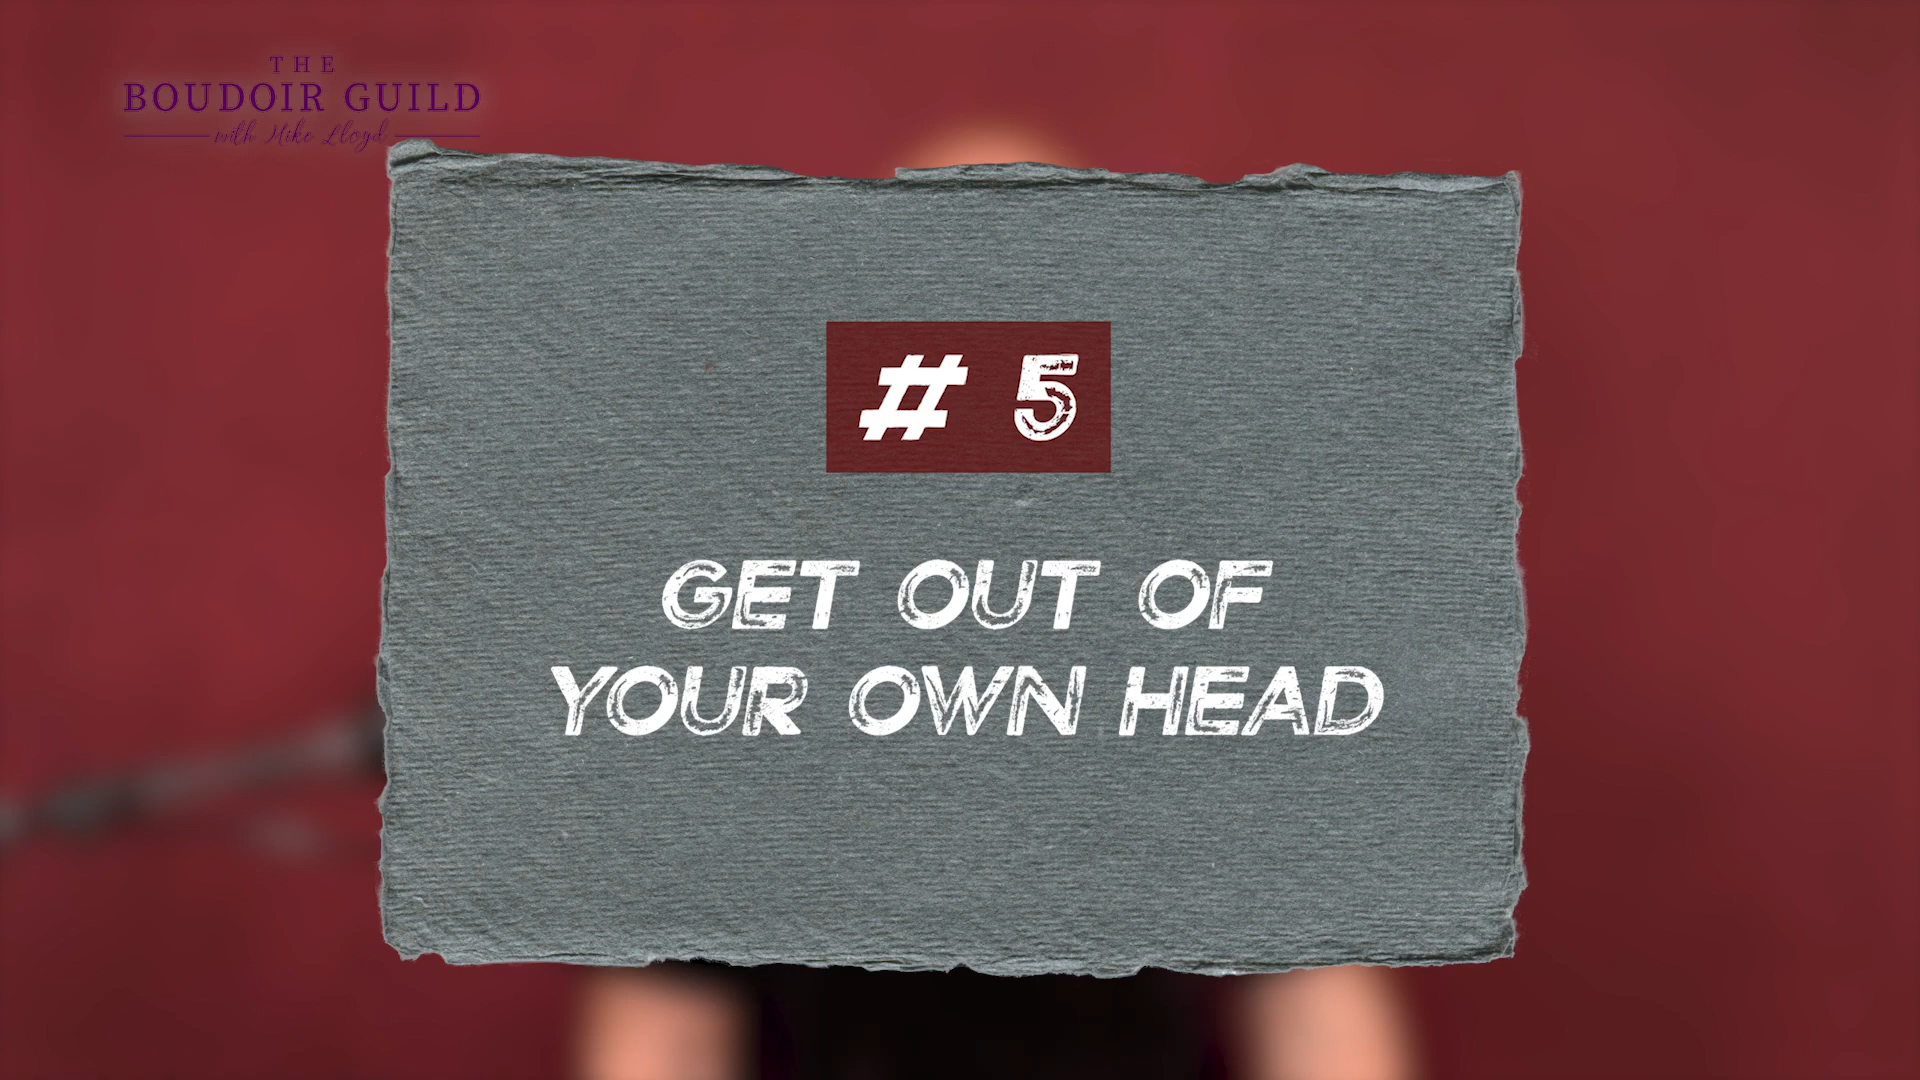 THE
BOUDOIR GUILD
with Mike Lloyd
# 5
GET OUT OF
YOUR OWN HEAD